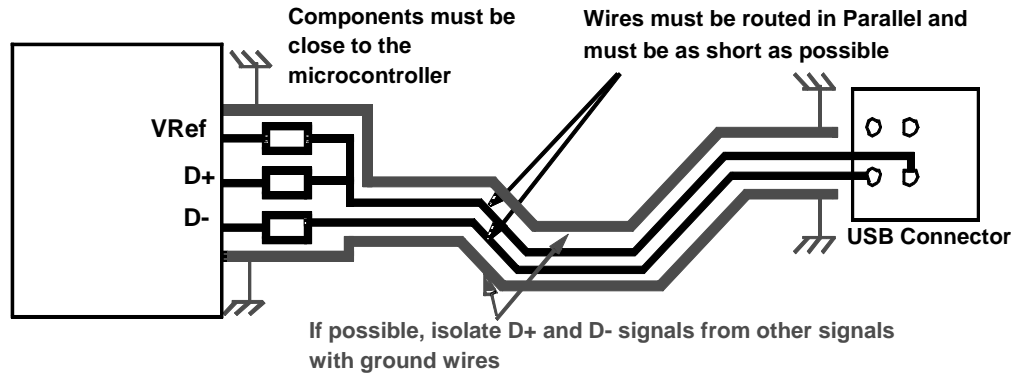 Components must be
close to the
microcontroller
Wires must be routed in Parallel and
must be as short as possible
VRef
D+
D-
USB Connector
If possible, isolate D+ and D- signals from other signals
with ground wires